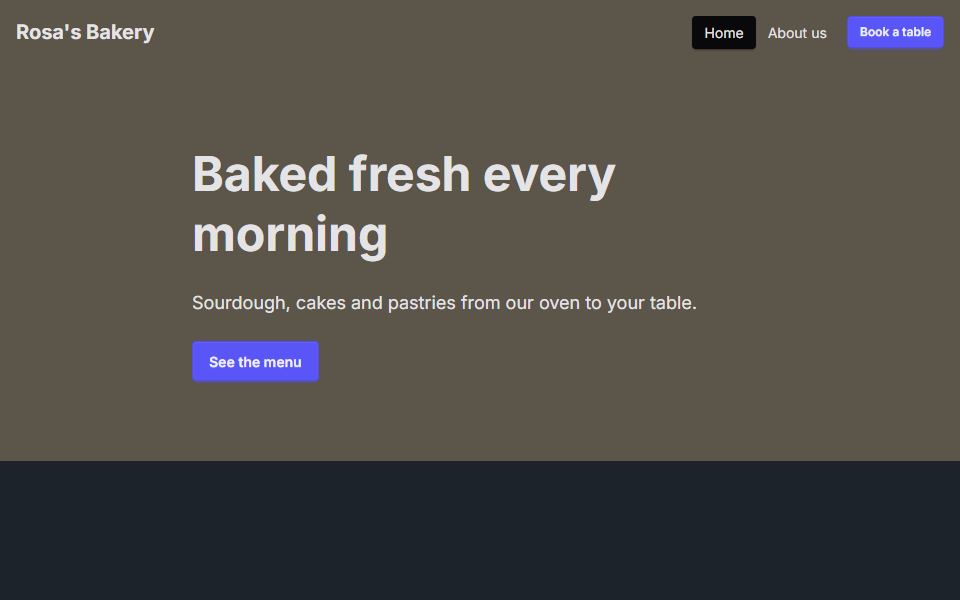 Rosa's Bakery
Home
About us
Book a table
Baked fresh every
morning
Sourdough, cakes and pastries from our oven to your table.
See the menu